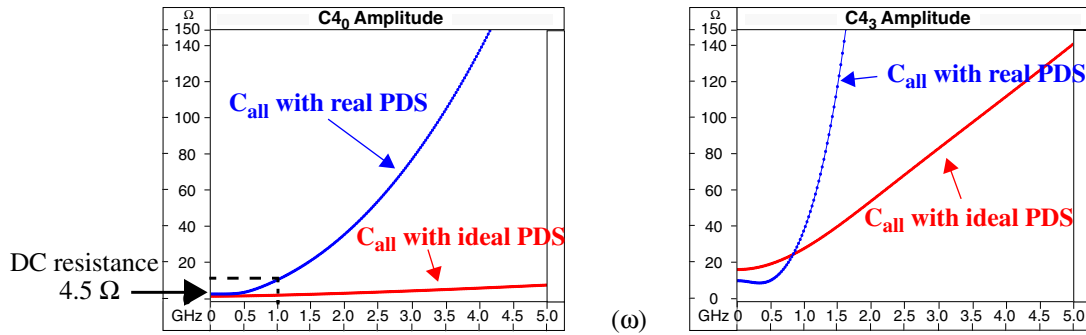 C4₀ Amplitude
Ω
150
140
120
100
80
60
40
20
0
GHz 0 0.5 1.0 1.5 2.0 2.5 3.0 3.5 4.0 4.5 5.0
C_all with real PDS
C_all with ideal PDS
DC resistance
4.5 Ω
(ω)
C4₃ Amplitude
Ω
150
140
120
100
80
60
40
20
0
GHz 0 0.5 1.0 1.5 2.0 2.5 3.0 3.5 4.0 4.5 5.0
C_all with real PDS
C_all with ideal PDS